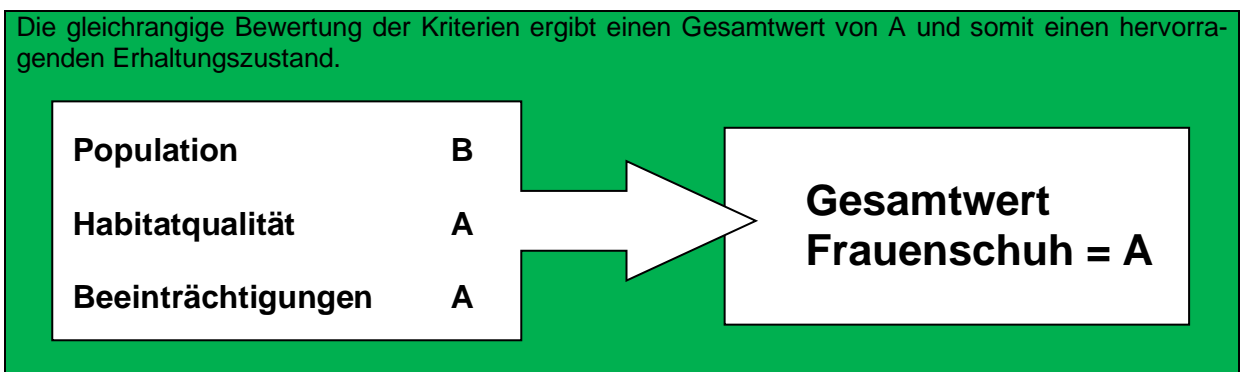 Die gleichrangige Bewertung der Kriterien ergibt einen Gesamtwert von A und somit einen hervorra-
genden Erhaltungszustand.
Population B
Habitatqualität A
Beeinträchtigungen A
Gesamtwert
Frauenschuh = A